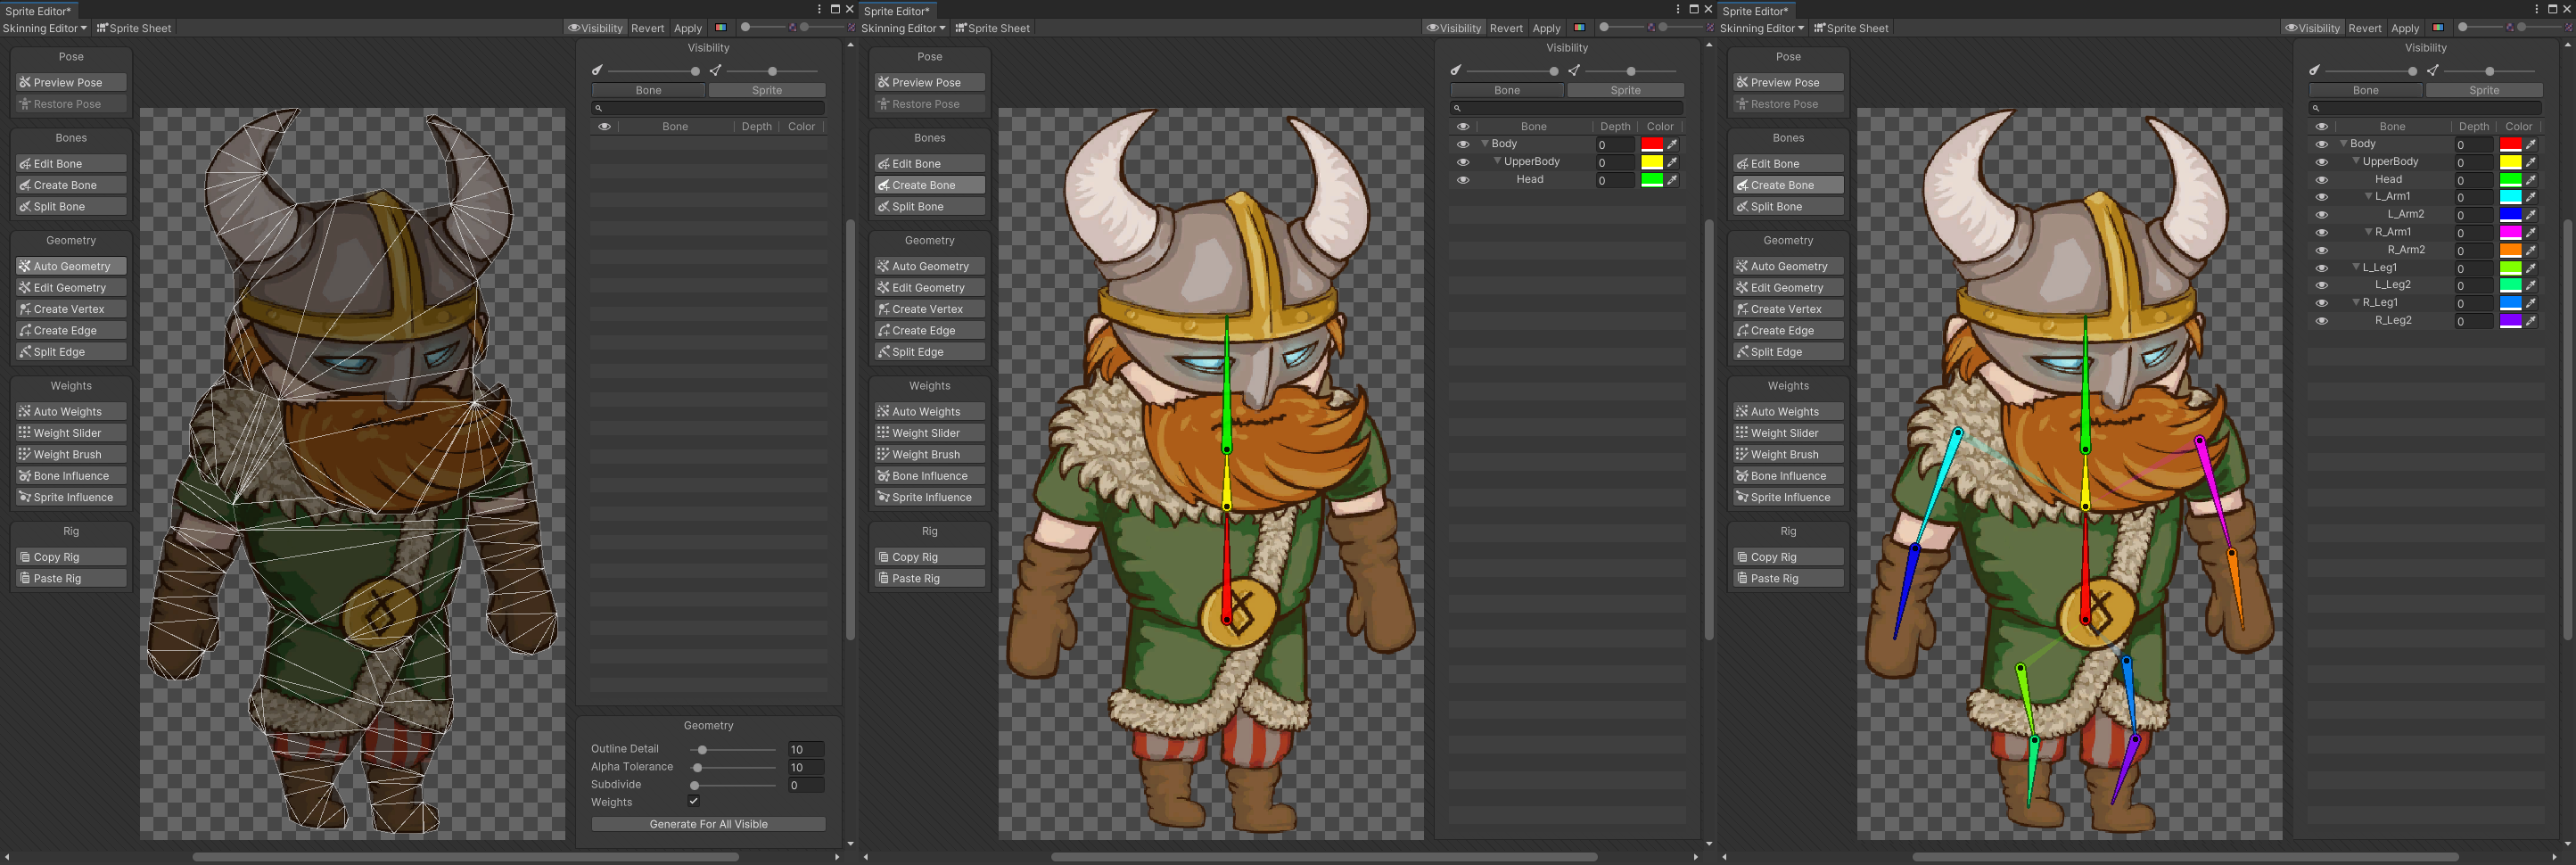 Sprite Editor*
Skinning Editor Sprite Sheet Visibility Revert Apply
Pose
Preview Pose
Restore Pose
Bones
Edit Bone
Create Bone
Split Bone
Geometry
Auto Geometry
Edit Geometry
Create Vertex
Create Edge
Split Edge
Weights
Auto Weights
Weight Slider
Weight Brush
Bone Influence
Sprite Influence
Rig
Copy Rig
Paste Rig
Visibility
Bone Sprite
Bone Depth Color
Geometry
Outline Detail 10
Alpha Tolerance 10
Subdivide 0
Weights
Generate For All Visible
Sprite Editor*
Skinning Editor Sprite Sheet Visibility Revert Apply
Pose
Preview Pose
Restore Pose
Bones
Edit Bone
Create Bone
Split Bone
Geometry
Auto Geometry
Edit Geometry
Create Vertex
Create Edge
Split Edge
Weights
Auto Weights
Weight Slider
Weight Brush
Bone Influence
Sprite Influence
Rig
Copy Rig
Paste Rig
Visibility
Bone Sprite
Bone Depth Color
Body 0
UpperBody 0
Head 0
Sprite Editor*
Skinning Editor Sprite Sheet Visibility Revert Apply
Pose
Preview Pose
Restore Pose
Bones
Edit Bone
Create Bone
Split Bone
Geometry
Auto Geometry
Edit Geometry
Create Vertex
Create Edge
Split Edge
Weights
Auto Weights
Weight Slider
Weight Brush
Bone Influence
Sprite Influence
Rig
Copy Rig
Paste Rig
Visibility
Bone Sprite
Bone Depth Color
Body 0
UpperBody 0
Head 0
L_Arm1 0
L_Arm2 0
R_Arm1 0
R_Arm2 0
L_Leg1 0
L_Leg2 0
R_Leg1 0
R_Leg2 0